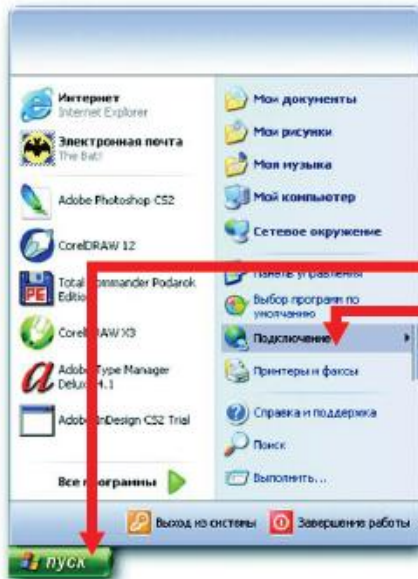 Интернет
Internet Explorer
Электронная почта
The Bat!
Adobe Photoshop CS2
CorelDRAW 12
Total Commander Podarok
Edition
CorelDRAW X3
Adobe Type Manager
Deluxe 4.1
Adobe InDesign CS2 Trial
Все программы
Мои документы
Мои рисунки
Моя музыка
Мой компьютер
Сетевое окружение
Панель управления
Выбор программ по
умолчанию
Подключение
Принтеры и факсы
Справка и поддержка
Поиск
Выполнить...
Выход из системы
Завершение работы
пуск